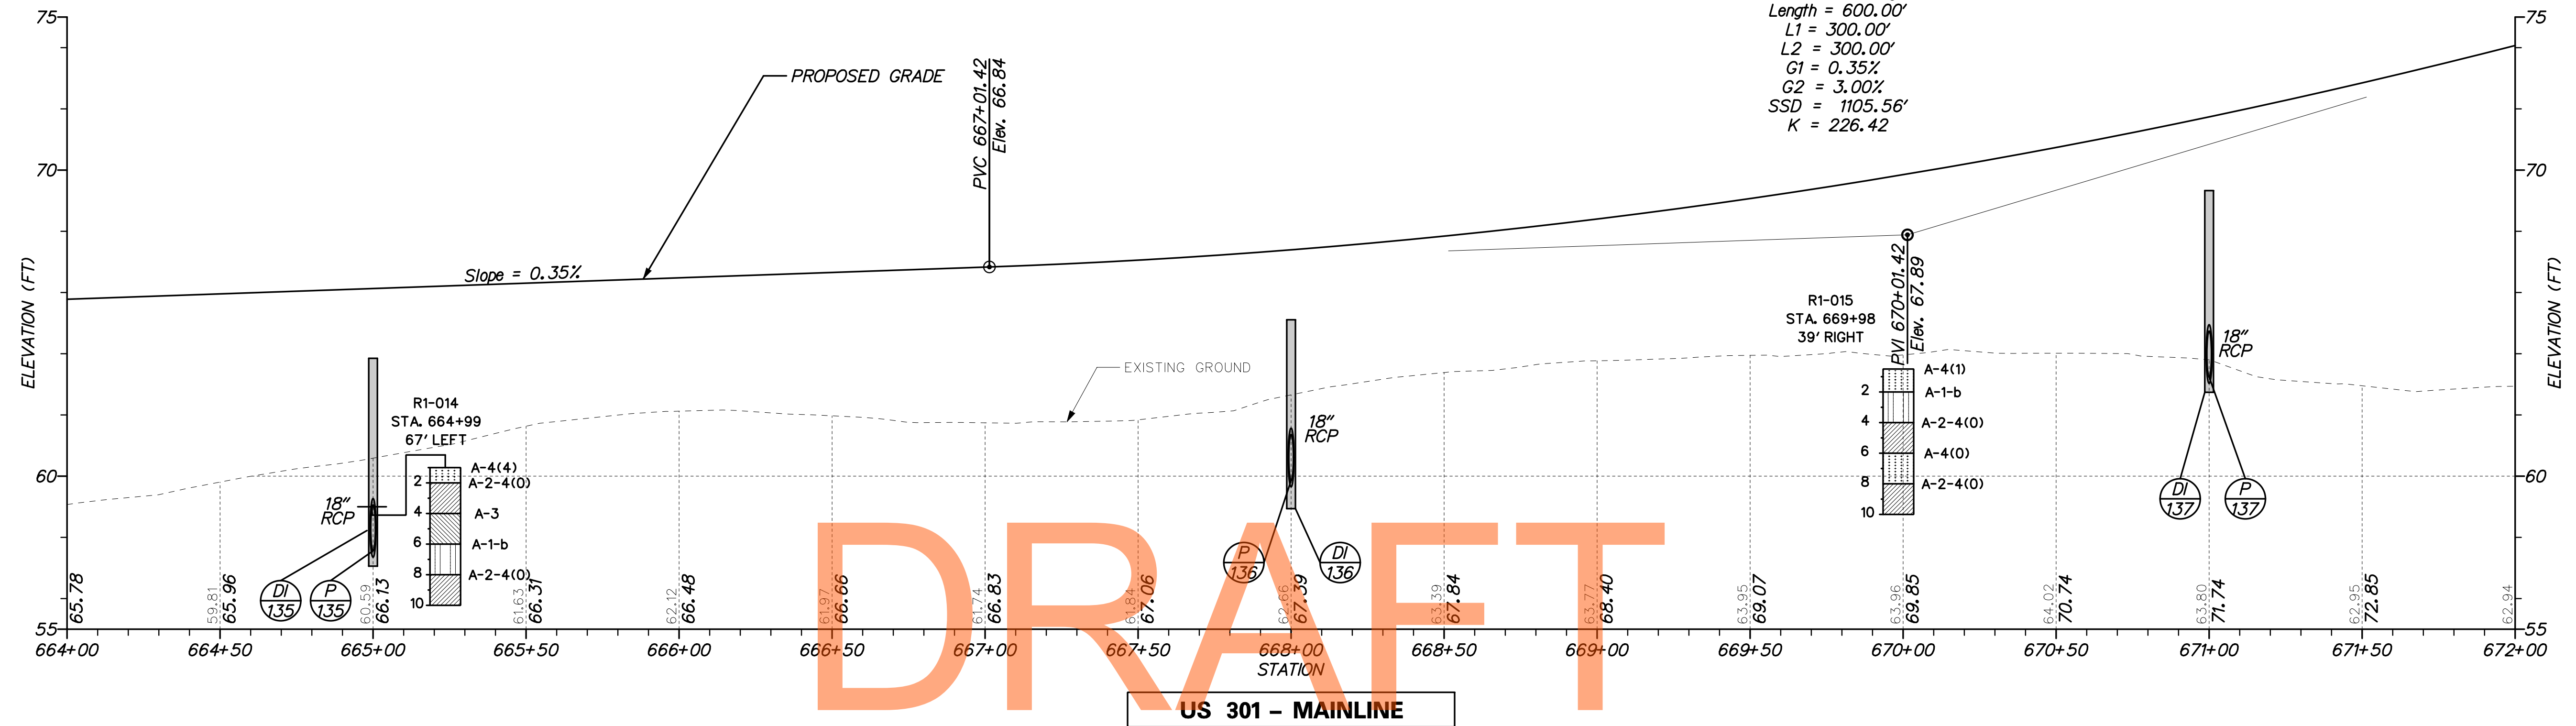 75
70
60
55
ELEVATION (FT)
PROPOSED GRADE
Slope = 0.35%
PVC 667+01.42
Elev. 66.84
Length = 600.00'
L1 = 300.00'
L2 = 300.00'
G1 = 0.35%
G2 = 3.00%
SSD = 1105.56'
K = 226.42
75
70
60
55
ELEVATION (FT)
EXISTING GROUND
R1-014
STA. 664+99
67' LEFT
A-4(4)
A-2-4(0)
A-3
A-1-b
A-2-4(0)
2
4
6
8
10
18"
RCP
DI
135
P
135
18"
RCP
P
136
DI
136
R1-015
STA. 669+98
39' RIGHT
PVI 670+01.42
Elev. 67.89
A-4(1)
A-1-b
A-2-4(0)
A-4(0)
A-2-4(0)
2
4
6
8
10
18"
RCP
DI
137
P
137
65.78
59.81
65.96
60.59
66.13
61.63
66.31
62.12
66.48
61.97
66.66
61.74
66.83
61.84
67.06
62.66
67.39
63.39
67.84
63.77
68.40
63.95
69.07
63.96
69.85
64.02
70.74
63.80
71.74
62.95
72.85
62.94
664+00
664+50
665+00
665+50
666+00
666+50
667+00
667+50
668+00
668+50
669+00
669+50
670+00
670+50
671+00
671+50
672+00
STATION
DRAFT
US 301 – MAINLINE